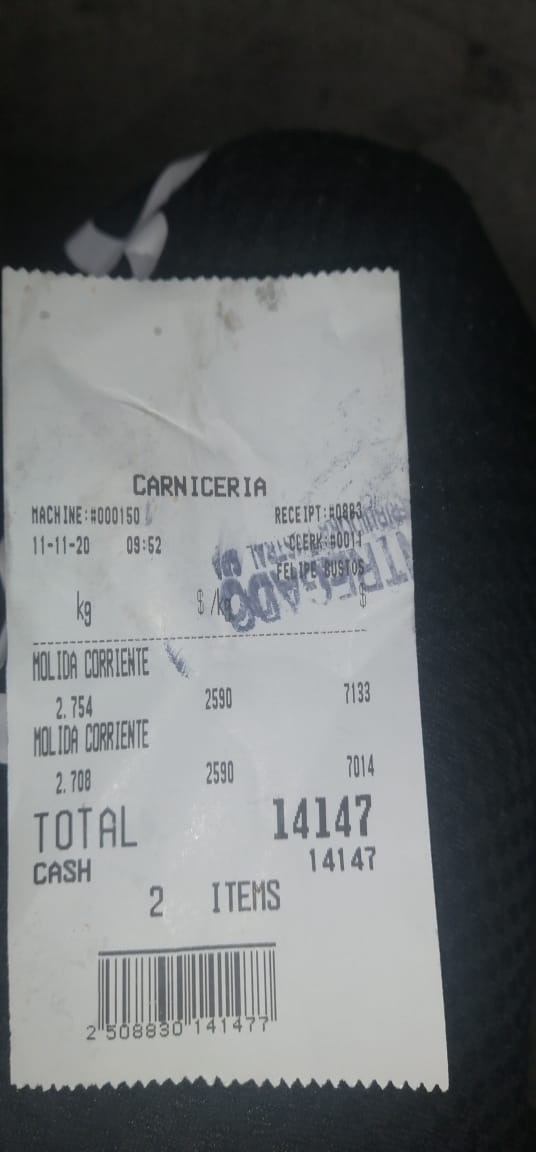 CARNICERIA
MACHINE:#000150 RECEIPT:#0883
11-11-20 09:52 CLERK:#0011
FELIPE BUSTOS
ENTREGADO
kg $/kg $
MOLIDA CORRIENTE
2.754 2590 7133
MOLIDA CORRIENTE
2.708 2590 7014
TOTAL 14147
CASH 14147
2 ITEMS
2 508830 141477